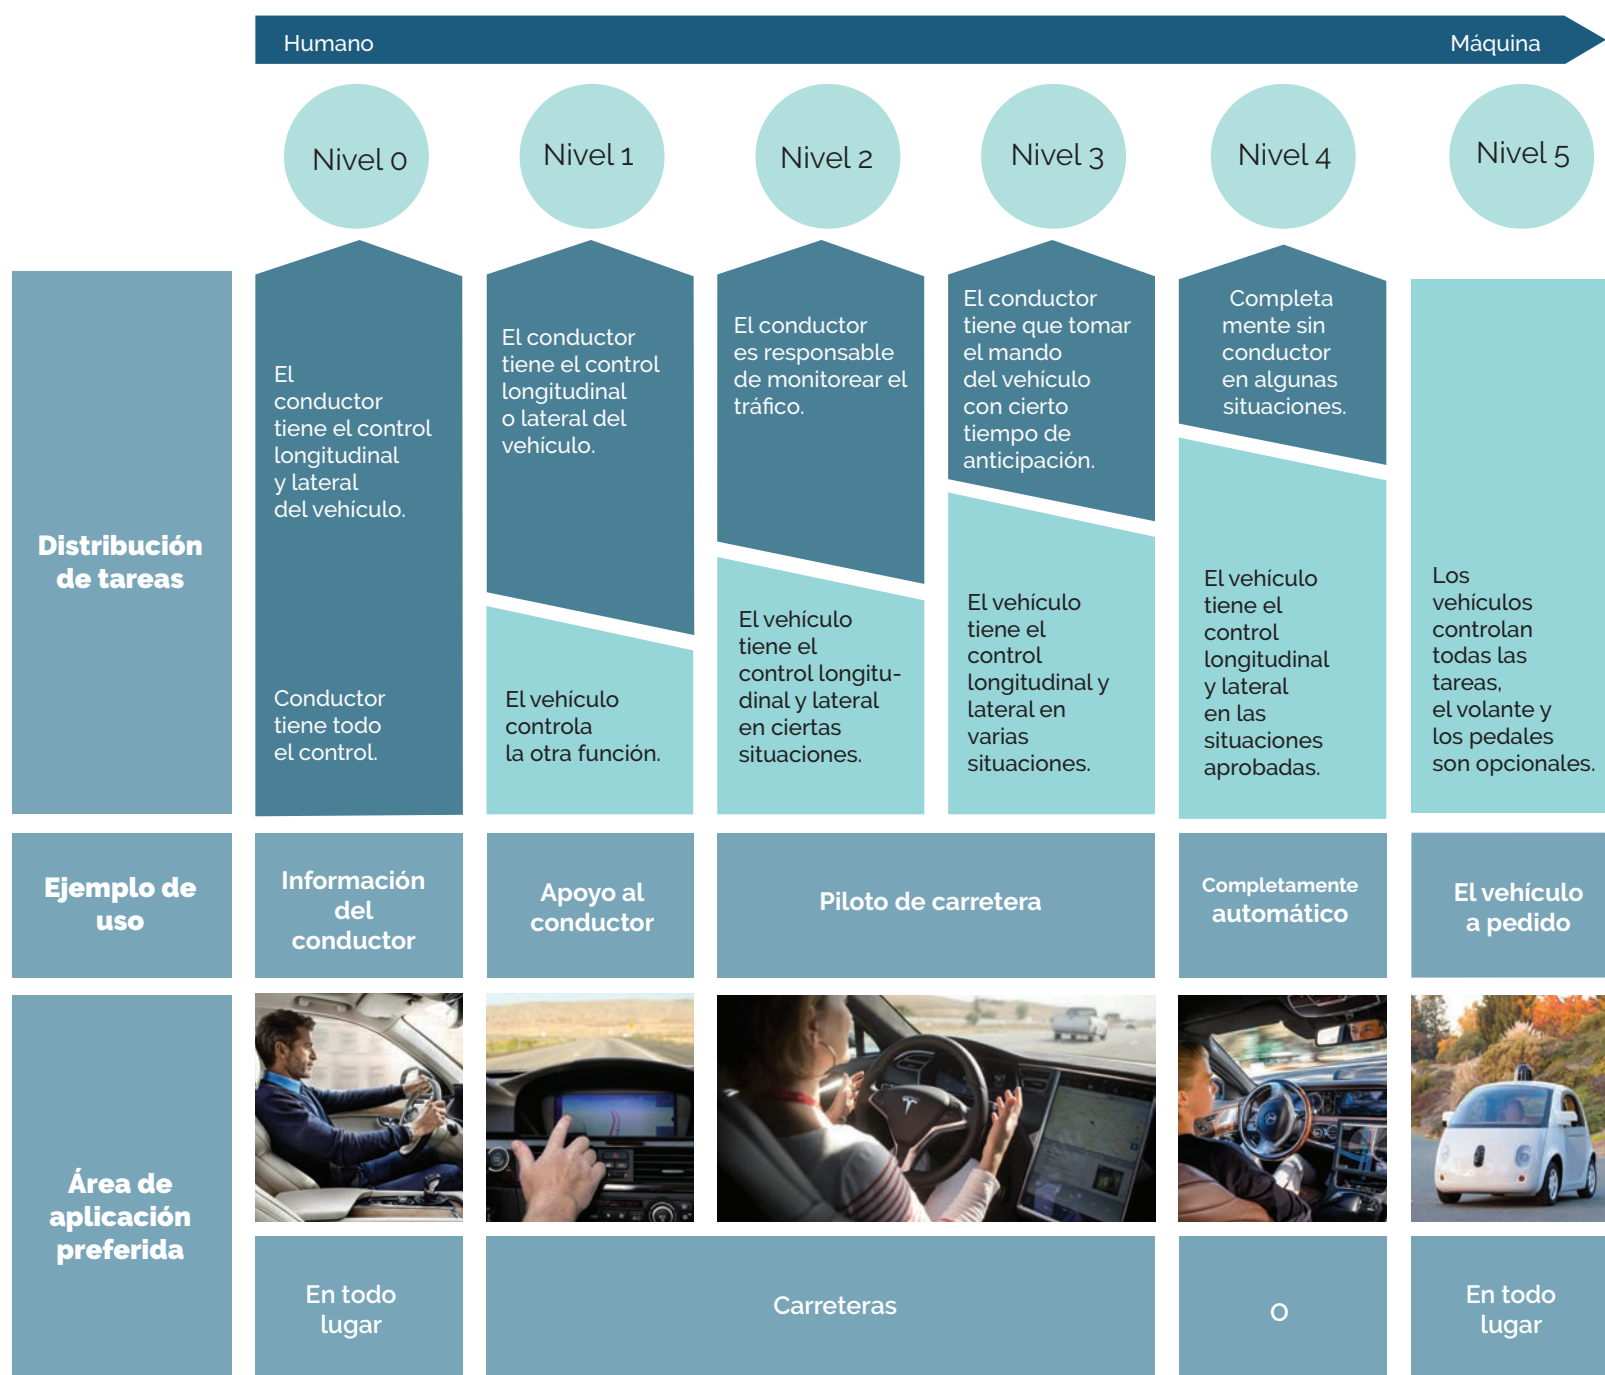 Humano
Máquina
Nivel 0
Nivel 1
Nivel 2
Nivel 3
Nivel 4
Nivel 5
Distribución
de tareas
El
conductor
tiene el control
longitudinal
y lateral
del vehículo.
Conductor
tiene todo
el control.
El conductor
tiene el control
longitudinal
o lateral del
vehículo.
El vehículo
controla
la otra función.
El conductor
es responsable
de monitorear el
tráfico.
El vehículo
tiene el
control longitu-
dinal y lateral
en ciertas
situaciones.
El conductor
tiene que tomar
el mando
del vehículo
con cierto
tiempo de
anticipación.
El vehículo
tiene el
control
longitudinal y
lateral en
varias
situaciones.
Completa
mente sin
conductor
en algunas
situaciones.
El vehículo
tiene el
control
longitudinal
y lateral
en las
situaciones
aprobadas.
Los
vehículos
controlan
todas las
tareas,
el volante y
los pedales
son opcionales.
Ejemplo de
uso
Información
del
conductor
Apoyo al
conductor
Piloto de carretera
Completamente
automático
El vehículo
a pedido
Área de
aplicación
preferida
En todo
lugar
Carreteras
O
En todo
lugar